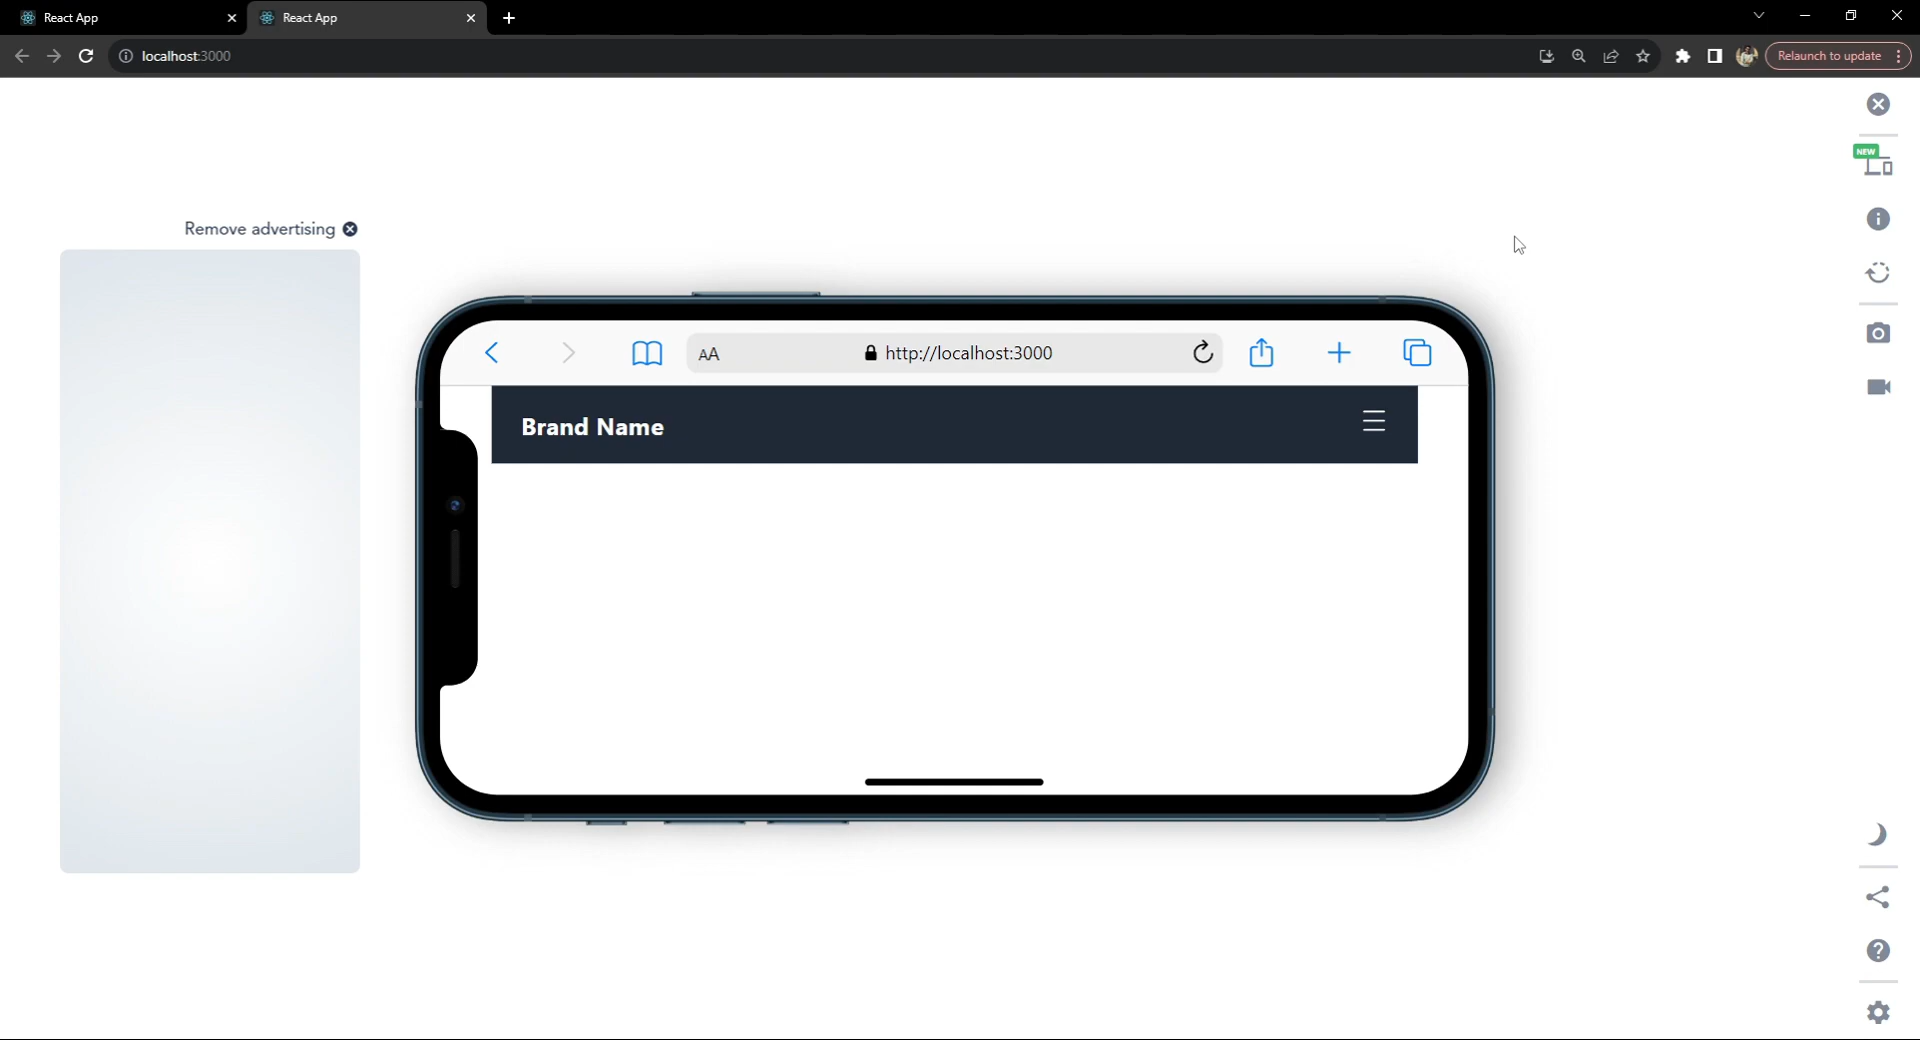 React App
React App
localhost:3000
Relaunch to update
NEW
Remove advertising
AA
http://localhost:3000
Brand Name